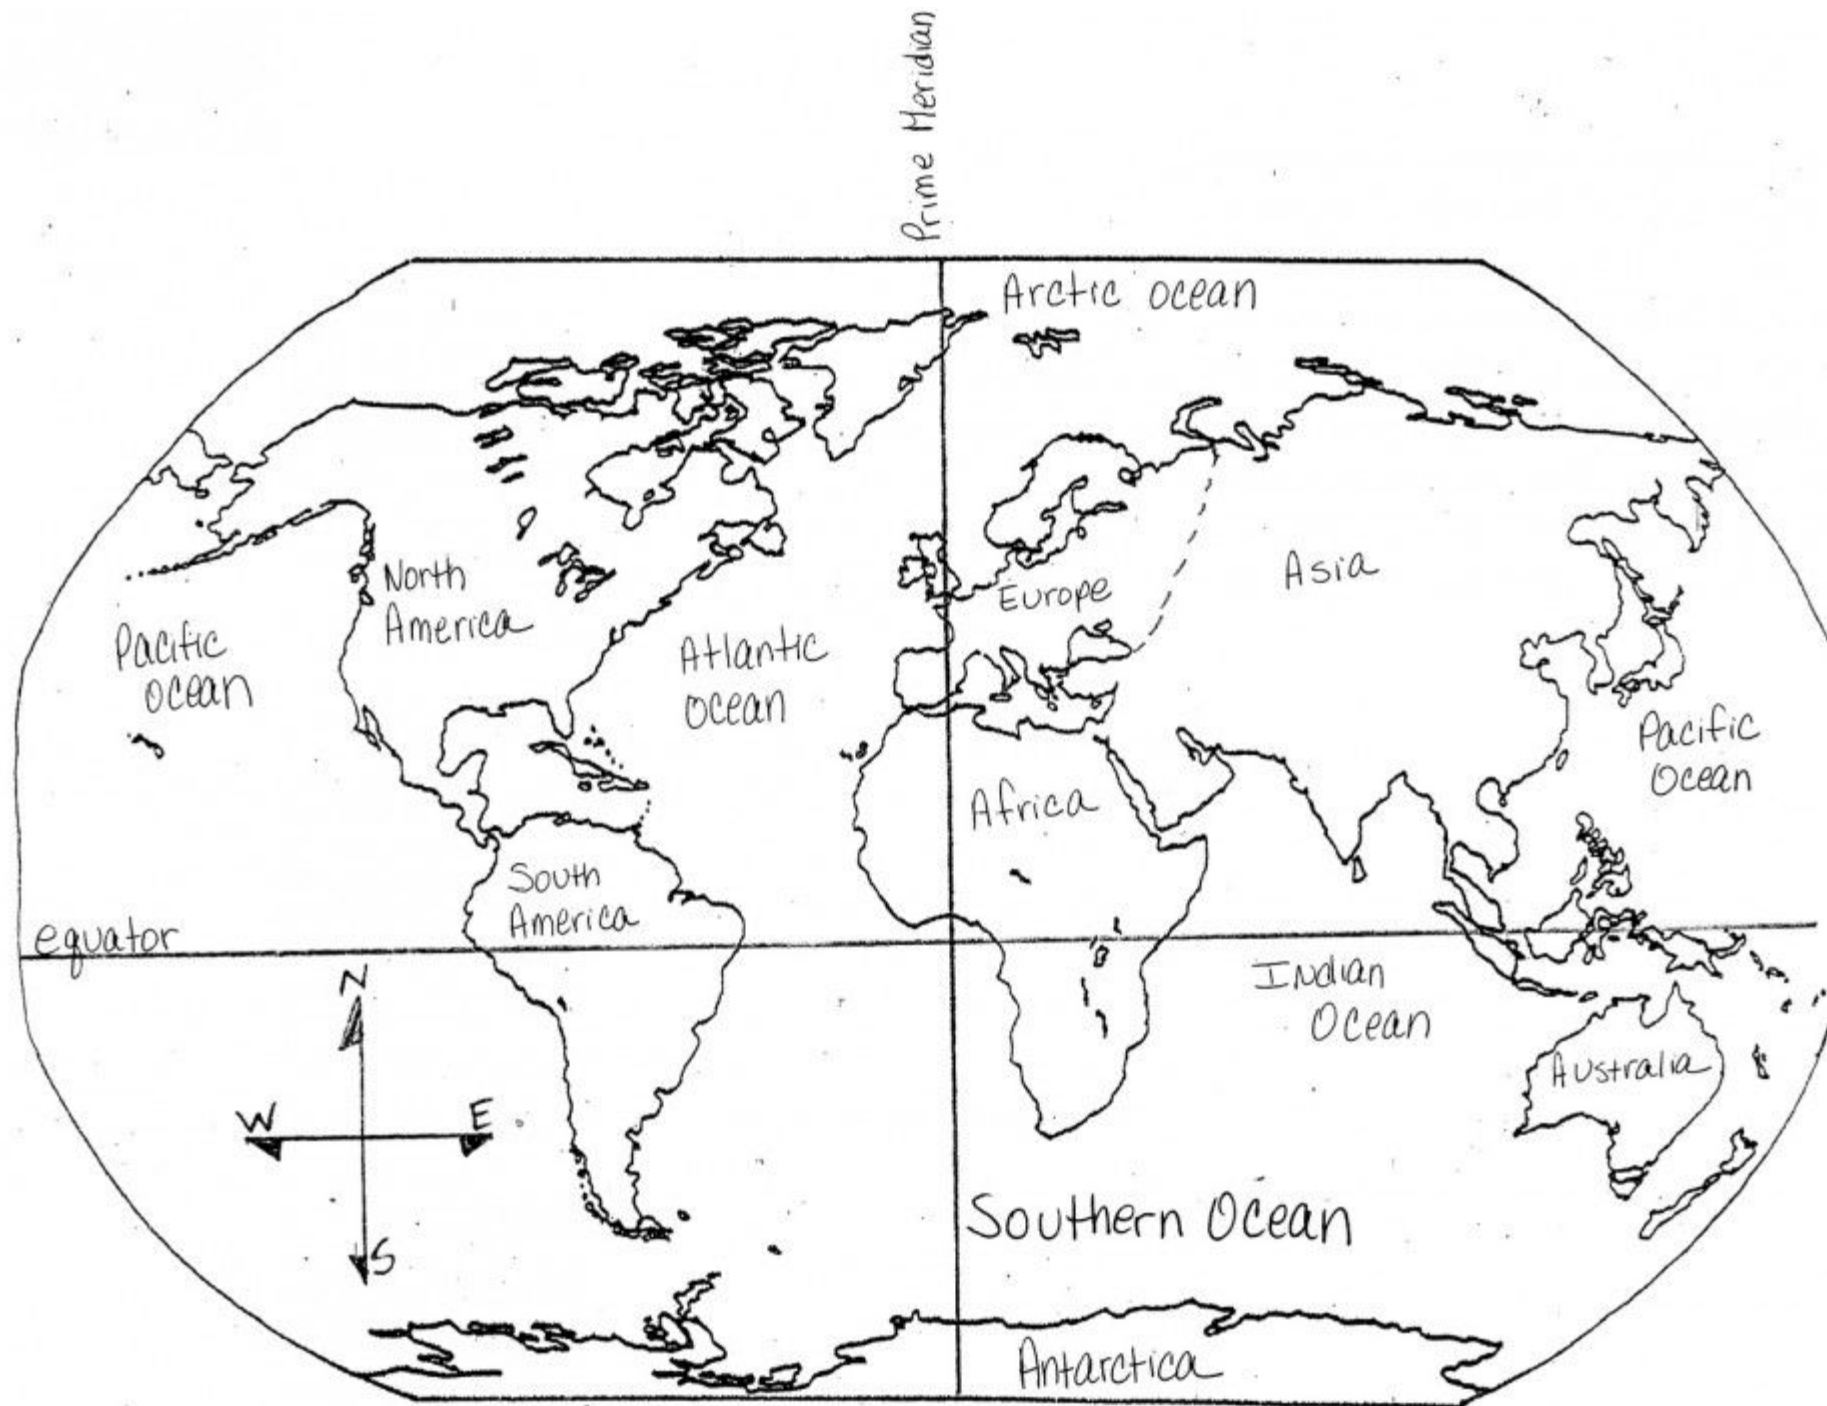 Prime Meridian
Arctic ocean
North
America
Europe
Asia
Pacific
ocean
Atlantic
ocean
Pacific
Ocean
Africa
South
America
equator
Indian
Ocean
N
W
E
S
Australia
Southern Ocean
Antarctica